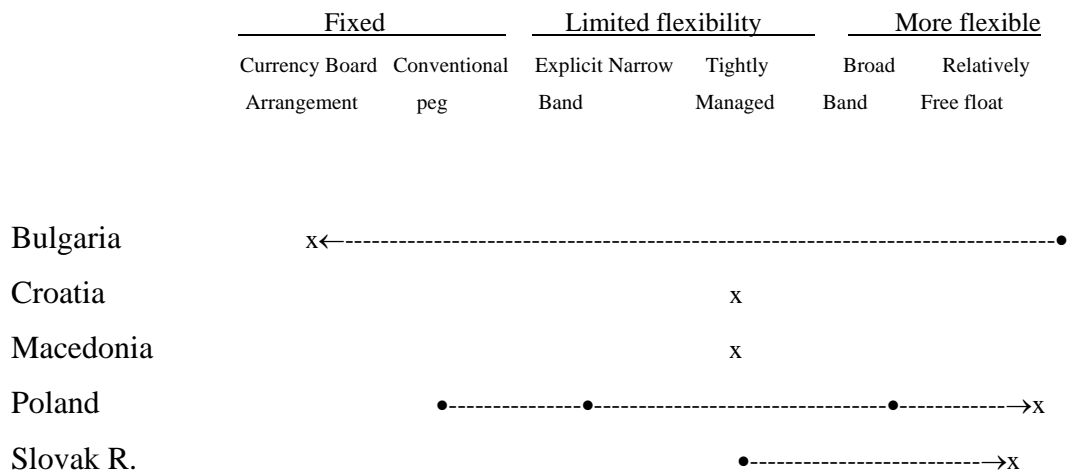 Fixed Limited flexibility More flexible
Currency Board Conventional Explicit Narrow Tightly Broad Relatively
Arrangement peg Band Managed Band Free float
Bulgaria x←●
Croatia x
Macedonia x
Poland ●●●→x
Slovak R. ●→x